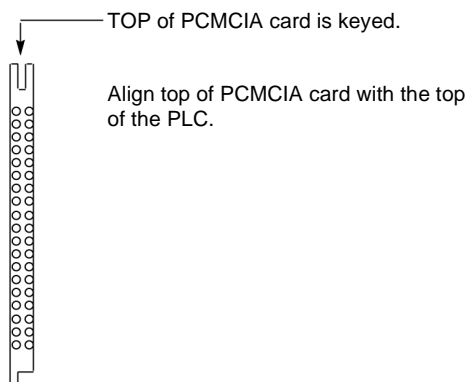 TOP of PCMCIA card is keyed.
Align top of PCMCIA card with the top
of the PLC.